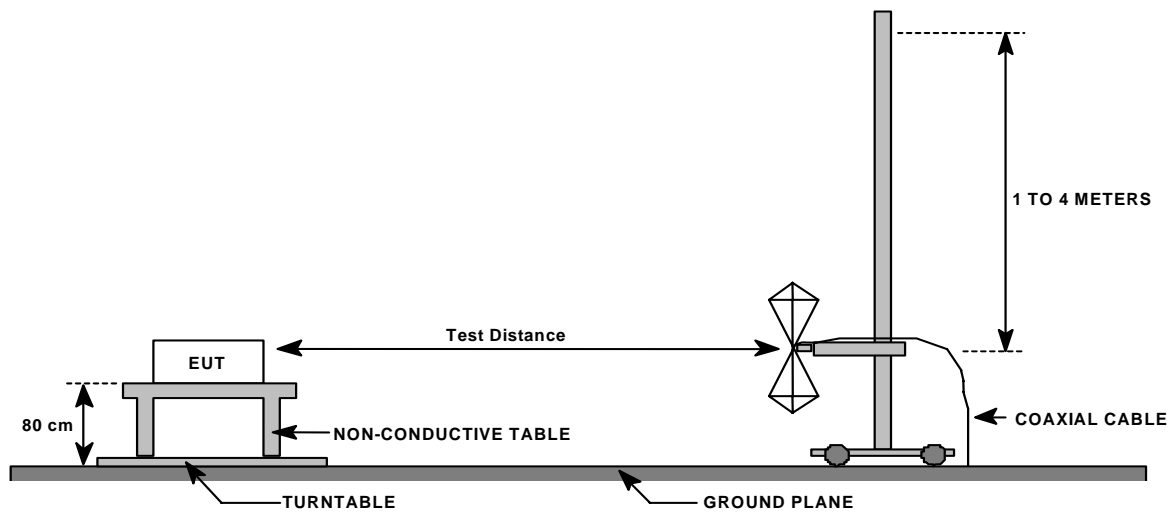 1 TO 4 METERS
Test Distance
EUT
80 cm
NON-CONDUCTIVE TABLE
COAXIAL CABLE
TURNTABLE
GROUND PLANE